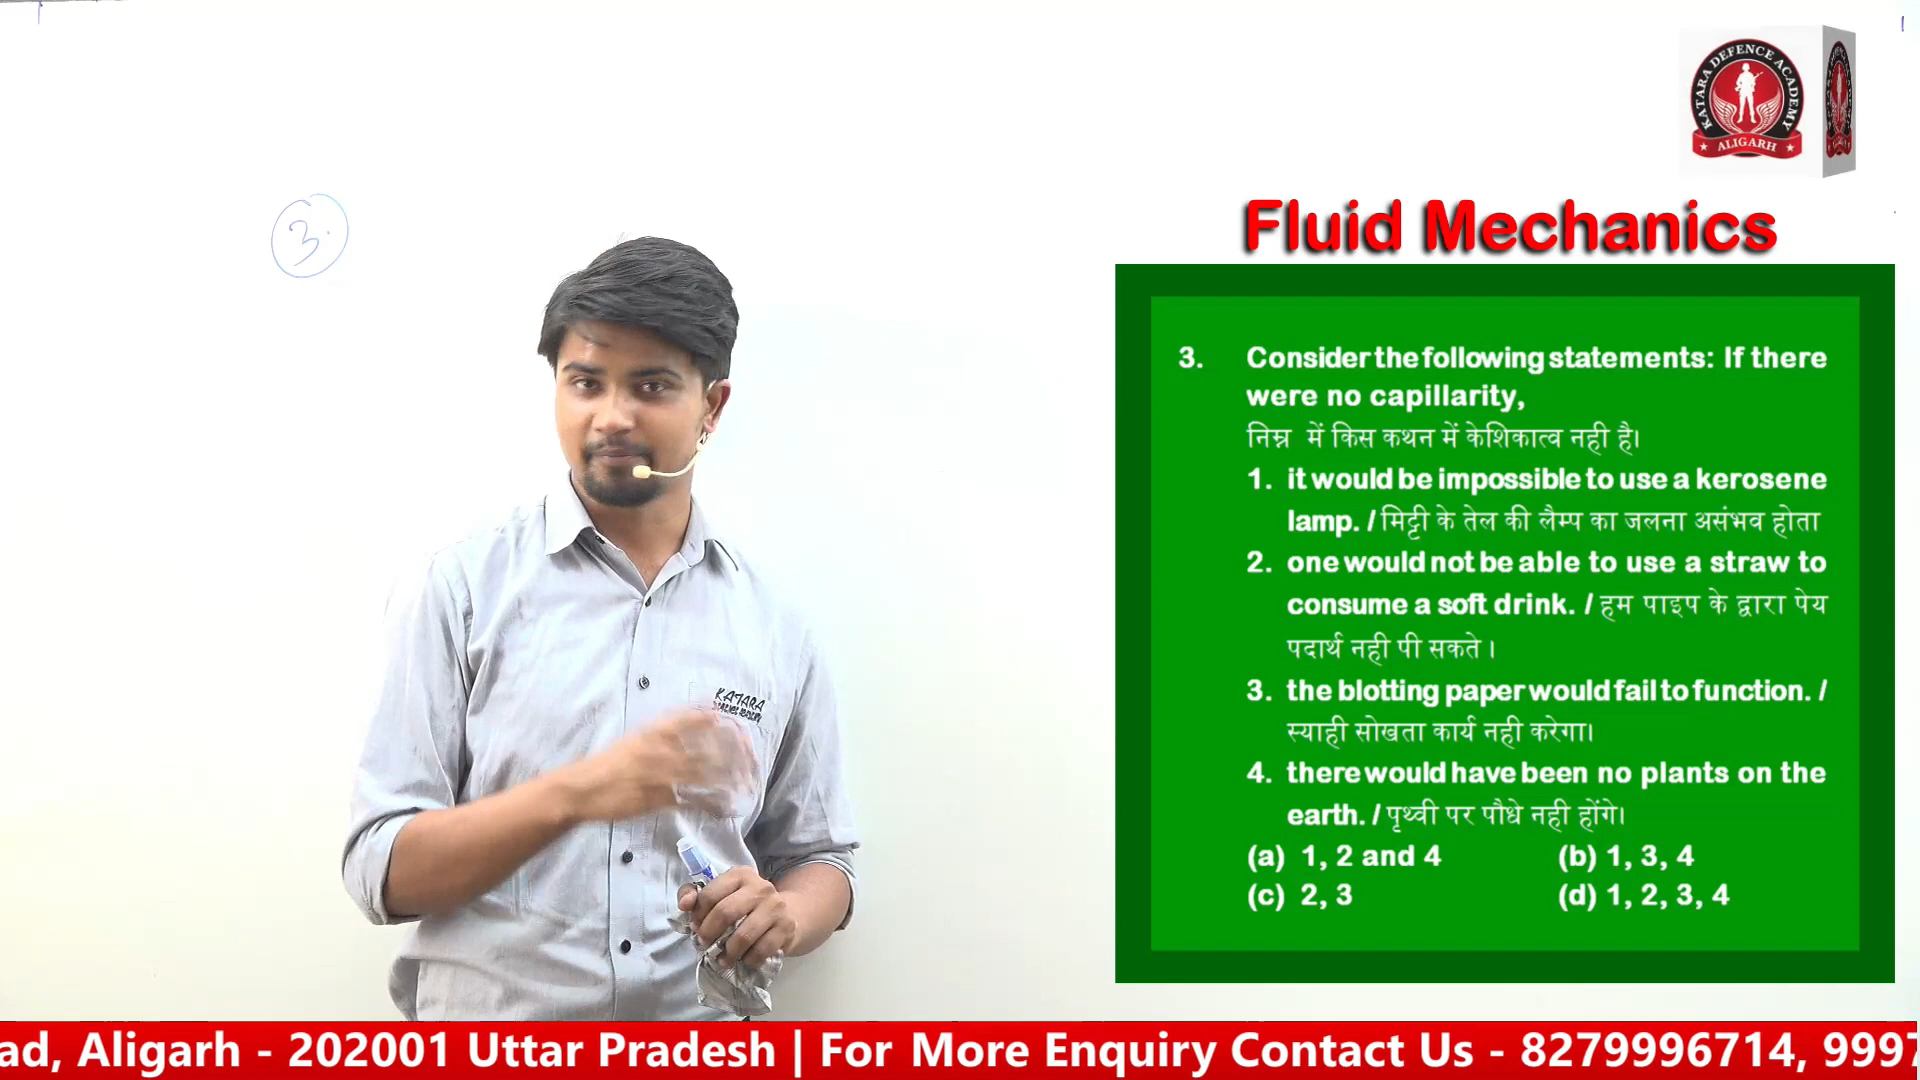 3.
KATARA DEFENCE ACADEMY
ALIGARH
Fluid Mechanics
3. Consider the following statements: If there
were no capillarity,
निम्न में किस कथन में केशिकात्व नही है।
1. it would be impossible to use a kerosene
lamp. / मिट्टी के तेल की लैम्प का जलना असंभव होता
2. one would not be able to use a straw to
consume a soft drink. / हम पाइप के द्वारा पेय
पदार्थ नही पी सकते ।
3. the blotting paper would fail to function. /
स्याही सोखता कार्य नही करेगा।
4. there would have been no plants on the
earth. / पृथ्वी पर पौधे नही होंगे।
(a) 1, 2 and 4 (b) 1, 3, 4
(c) 2, 3 (d) 1, 2, 3, 4
KATARA
ad, Aligarh - 202001 Uttar Pradesh | For More Enquiry Contact Us - 8279996714, 9997